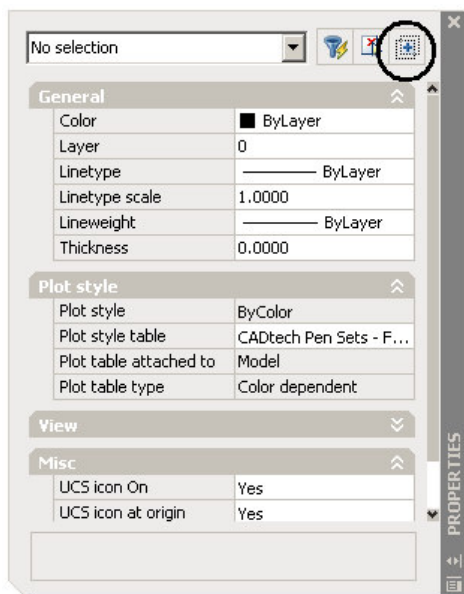 No selection
General
Color ByLayer
Layer 0
Linetype ByLayer
Linetype scale 1.0000
Lineweight ByLayer
Thickness 0.0000
Plot style
Plot style ByColor
Plot style table CADtech Pen Sets - F...
Plot table attached to Model
Plot table type Color dependent
View
Misc
UCS icon On Yes
UCS icon at origin Yes
PROPERTIES